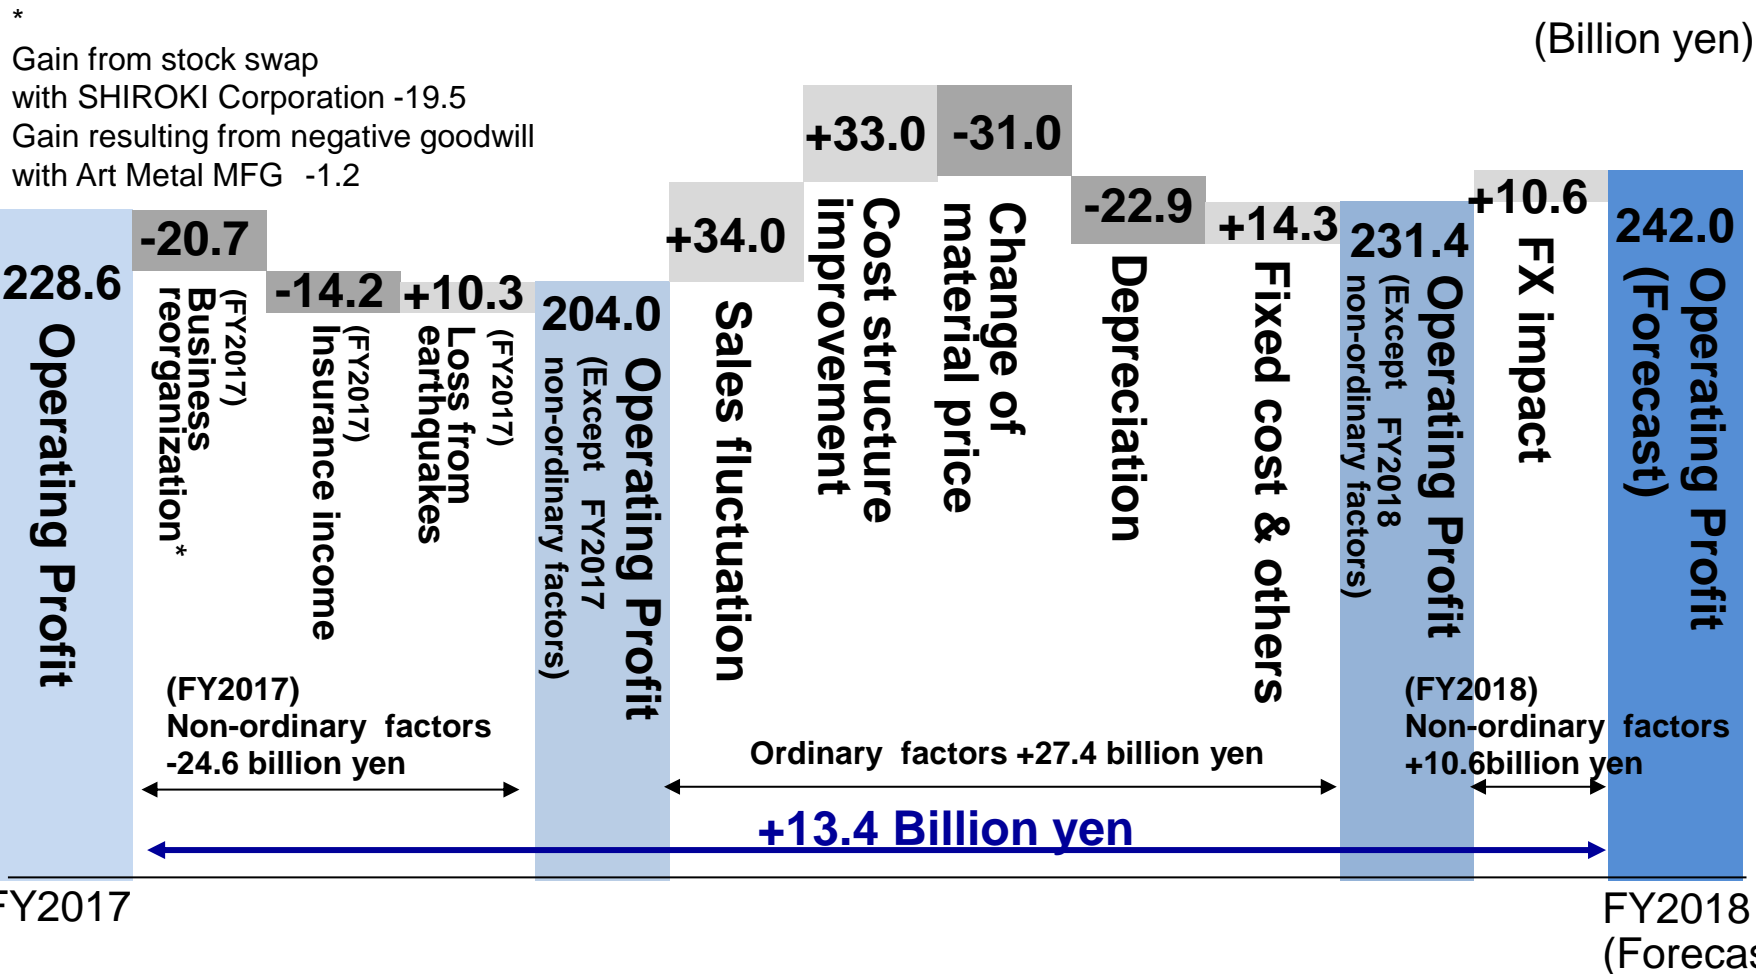 *
Gain from stock swap
with SHIROKI Corporation -19.5
Gain resulting from negative goodwill
with Art Metal MFG -1.2
(Billion yen)
228.6
Operating Profit
-20.7
(FY2017)
Business
reorganization*
-14.2
(FY2017)
Insurance income
+10.3
(FY2017)
Loss from
earthquakes
204.0
Operating Profit
(Except FY2017
non-ordinary factors)
+34.0
Sales fluctuation
+33.0
Cost structure
improvement
-31.0
Change of
material price
-22.9
Depreciation
+14.3
Fixed cost & others
231.4
Operating Profit
(Except FY2018
non-ordinary factors)
+10.6
FX impact
242.0
Operating Profit
(Forecast)
(FY2017)
Non-ordinary factors
-24.6 billion yen
Ordinary factors +27.4 billion yen
(FY2018)
Non-ordinary factors
+10.6billion yen
+13.4 Billion yen
FY2017
FY2018
(Forecas